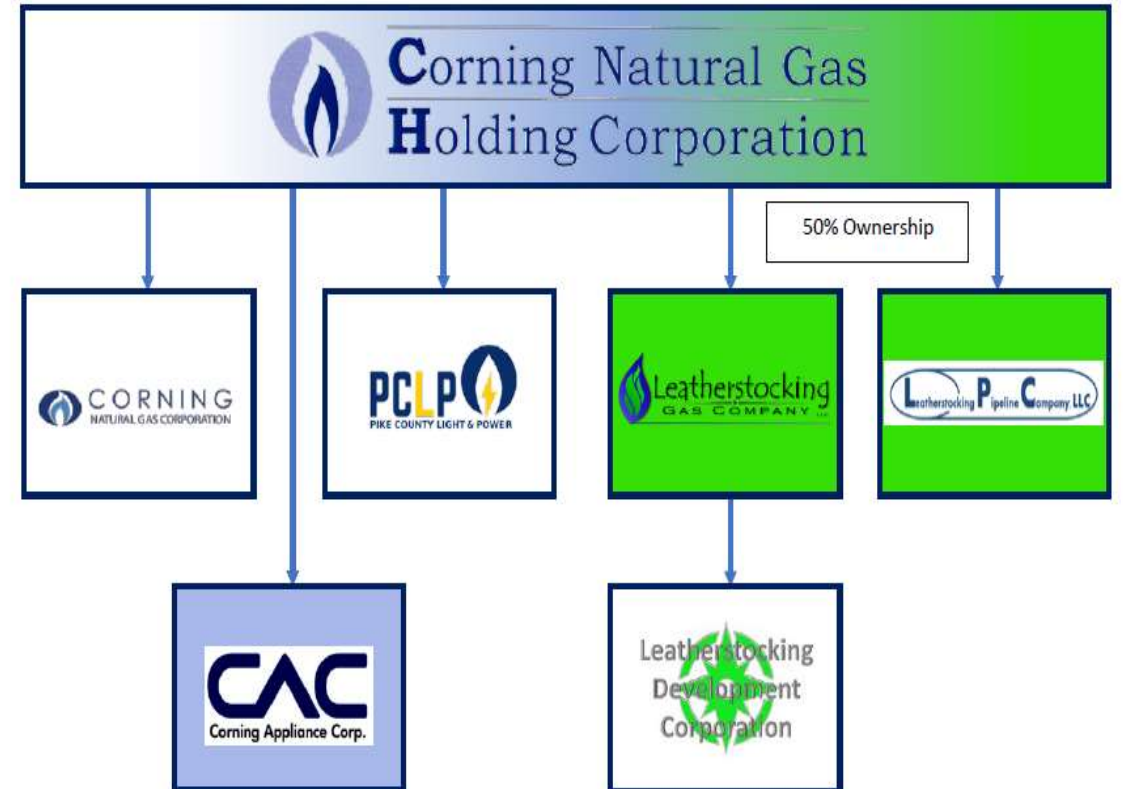 Corning Natural Gas
Holding Corporation
50% Ownership
CORNING
NATURAL GAS CORPORATION
PCLP
PIKE COUNTY LIGHT & POWER
Leatherstocking
GAS COMPANY LLC
Leatherstocking Pipeline Company LLC
CAC
Corning Appliance Corp.
Leatherstocking
Development
Corporation